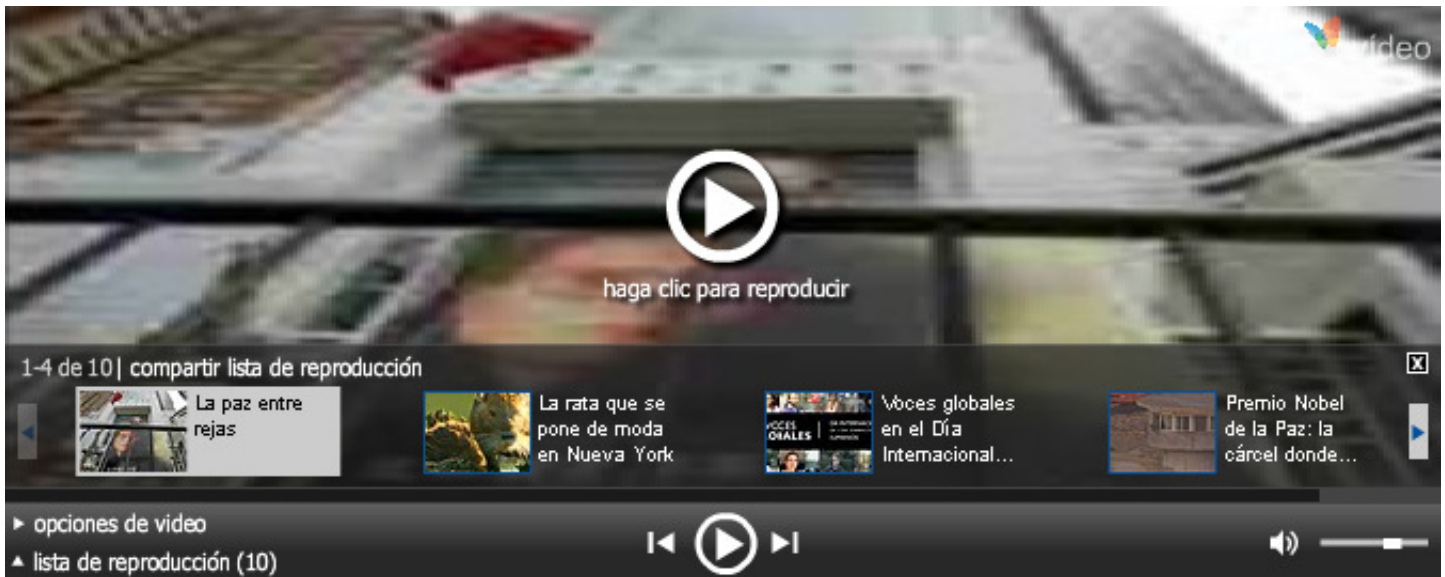 vídeo
haga clic para reproducir
1-4 de 10| compartir lista de reproducción
X
La paz entre
rejas
La rata que se
pone de moda
en Nueva York
Voces globales
en el Día
Internacional...
Premio Nobel
de la Paz: la
cárcel donde...
opciones de video
lista de reproducción (10)